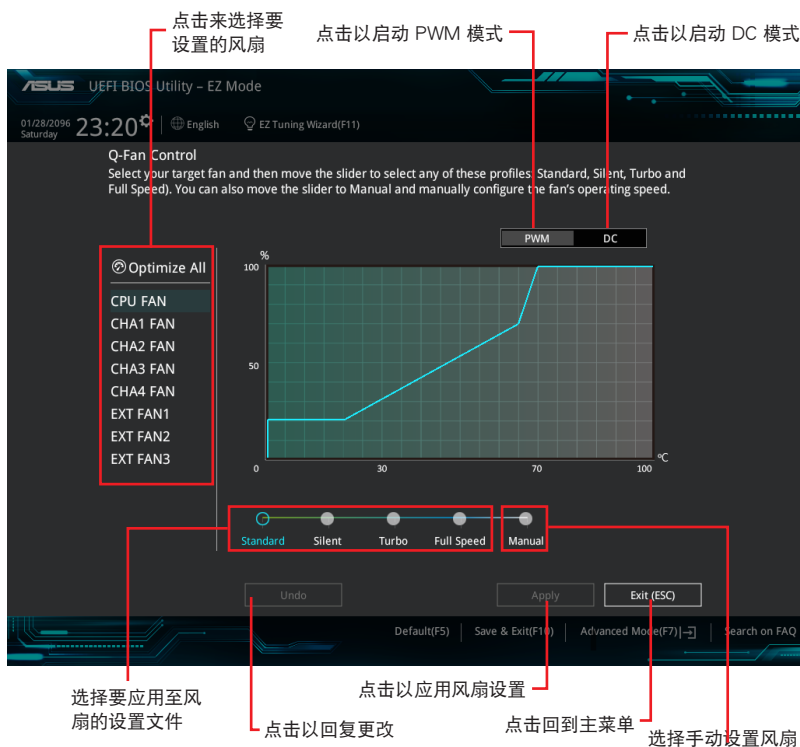 点击来选择要
设置的风扇
点击以启动 PWM 模式
点击以启动 DC 模式
ASUS UEFI BIOS Utility – EZ Mode
01/28/2096
Saturday
23:20
English
EZ Tuning Wizard(F11)
Q-Fan Control
Select your target fan and then move the slider to select any of these profiles: Standard, Silent, Turbo and
Full Speed). You can also move the slider to Manual and manually configure the fan's operating speed.
PWM
DC
Optimize All
CPU FAN
CHA1 FAN
CHA2 FAN
CHA3 FAN
CHA4 FAN
EXT FAN1
EXT FAN2
EXT FAN3
%
100
50
0
30
70
100
ºC
Standard
Silent
Turbo
Full Speed
Manual
Undo
Apply
Exit (ESC)
Default(F5)
Save & Exit(F10)
Advanced Mode(F7)
Search on FAQ
选择要应用至风
扇的设置文件
点击以回复更改
点击以应用风扇设置
点击回到主菜单
选择手动设置风扇